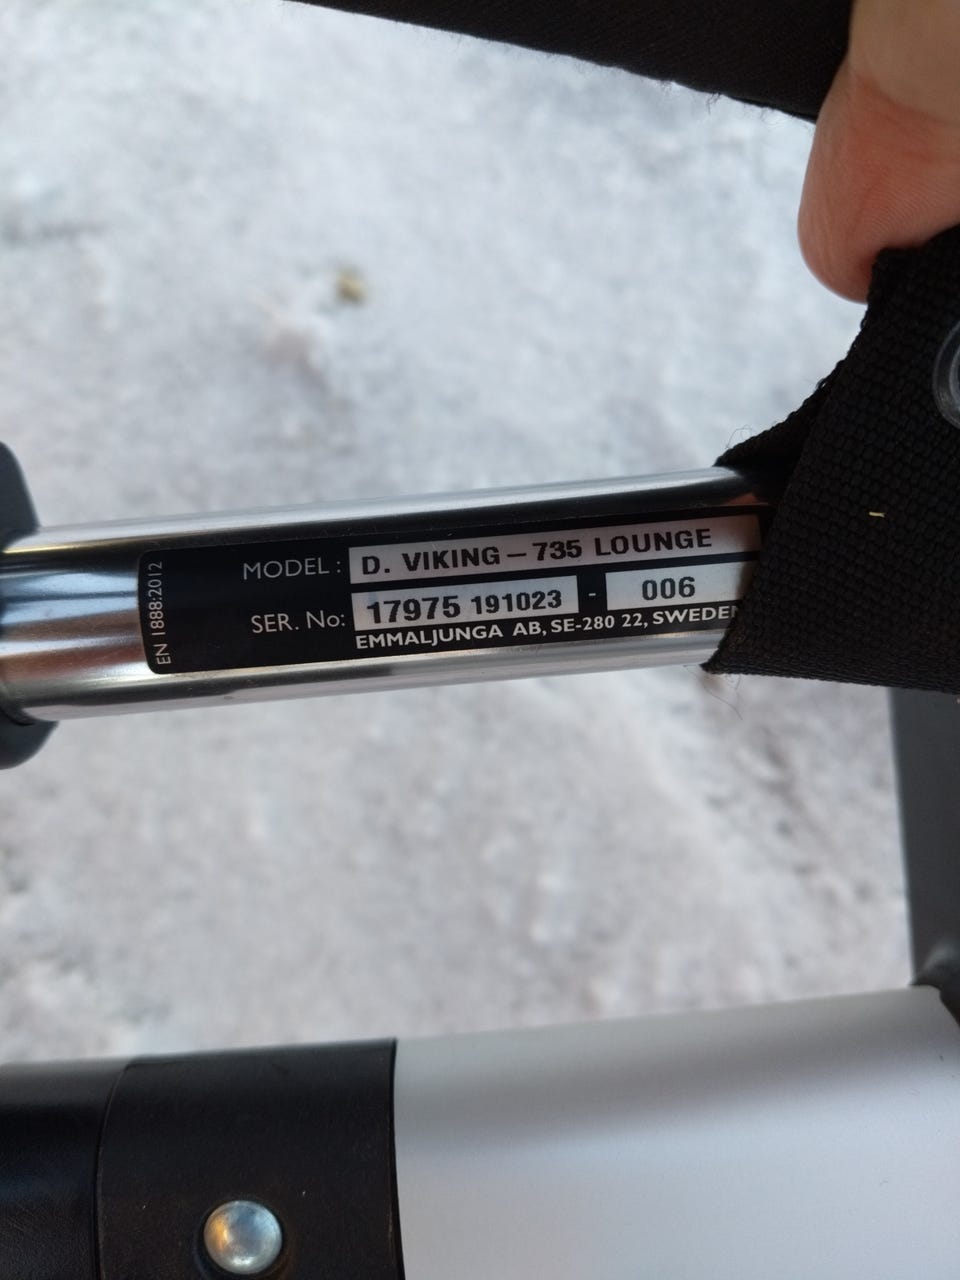 EN 1888:2012
MODEL : D. VIKING – 735 LOUNGE
SER. No: 17975 191023 - 006
EMMALJUNGA AB, SE-280 22, SWEDEN